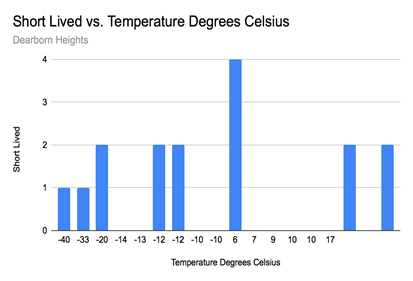 Short Lived vs. Temperature Degrees Celsius
Dearborn Heights
4
3
2
1
0
Short Lived
-40 -33 -20 -14 -13 -12 -12 -10 -10 6 7 9 10 10 17
Temperature Degrees Celsius